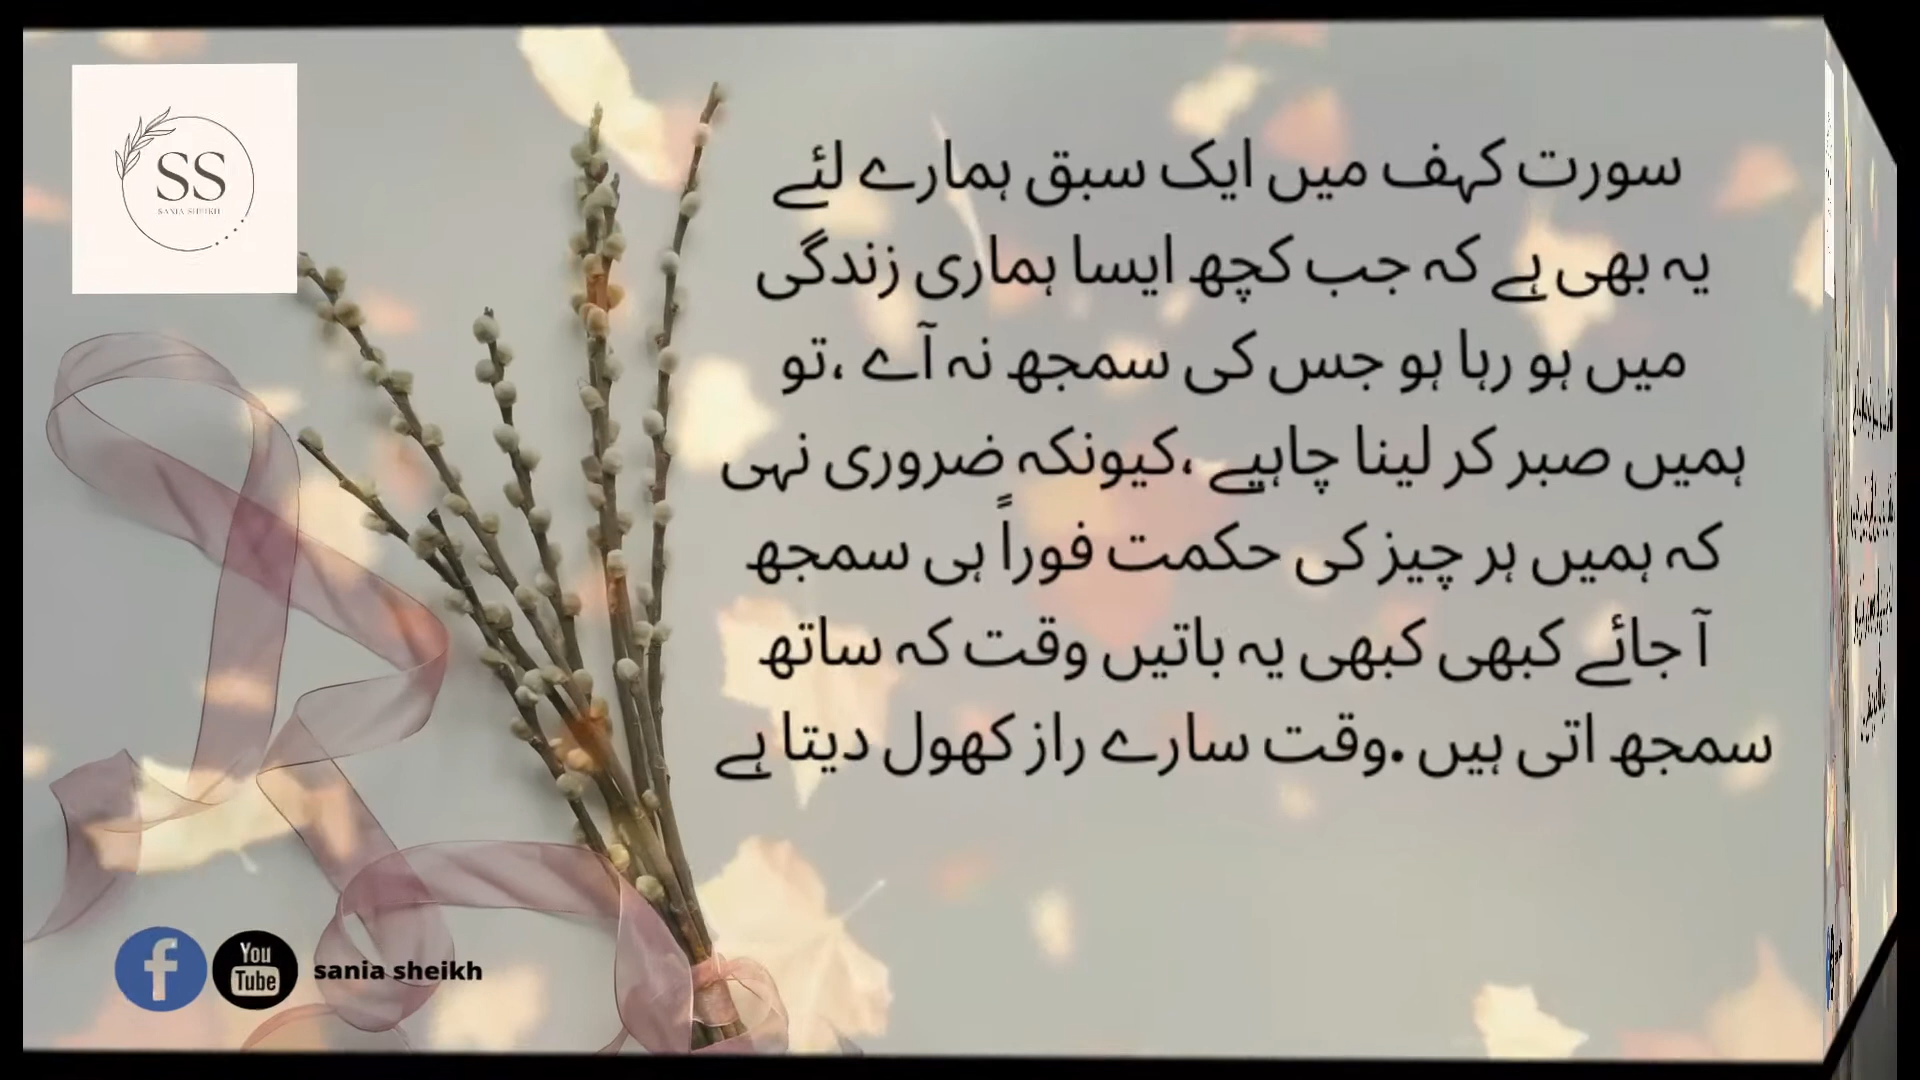 SS
SANIA SHEIKH
سورت کہف میں ایک سبق ہمارے لئے
یہ بھی ہے کہ جب کچھ ایسا ہماری زندگی
میں ہو رہا ہو جس کی سمجھ نہ آے ،تو
ہمیں صبر کر لینا چاہیے ،کیونکہ ضروری نہی
کہ ہمیں ہر چیز کی حکمت فوراً ہی سمجھ
آ جائے کبھی کبھی یہ باتیں وقت کہ ساتھ
سمجھ اتی ہیں .وقت سارے راز کھول دیتا ہے
f
You
Tube
sania sheikh